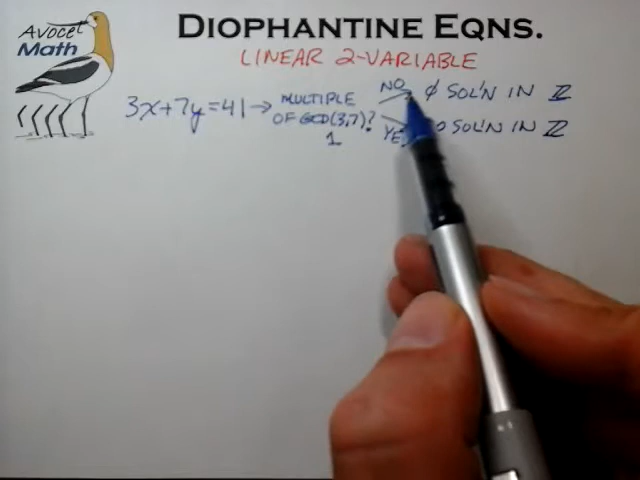 Avocet
Math
DIOPHANTINE EQNS.
LINEAR 2-VARIABLE
3x+7y=41 → MULTIPLE OF GCD(3,7)?
1
NO ∅ SOL'N IN ℤ
SOL'N IN ℤ